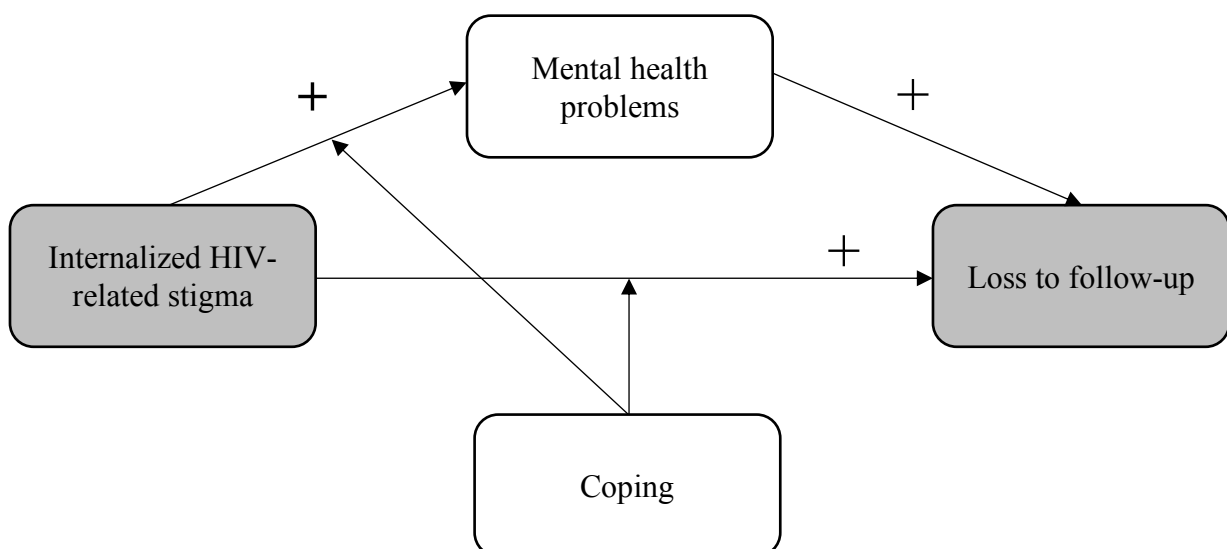 Mental health
problems
+
+
Internalized HIV-
related stigma
+
Loss to follow-up
Coping